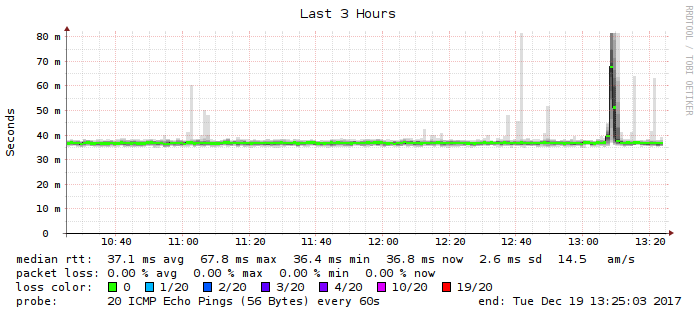 Last 3 Hours
RRDTOOL / TOBI OETIKER
Seconds
80 m
70 m
60 m
50 m
40 m
30 m
20 m
10 m
0
10:40 11:00 11:20 11:40 12:00 12:20 12:40 13:00 13:20
median rtt: 37.1 ms avg 67.8 ms max 36.4 ms min 36.8 ms now 2.6 ms sd 14.5 am/s
packet loss: 0.00 % avg 0.00 % max 0.00 % min 0.00 % now
loss color: 0 1/20 2/20 3/20 4/20 10/20 19/20
probe: 20 ICMP Echo Pings (56 Bytes) every 60s end: Tue Dec 19 13:25:03 2017